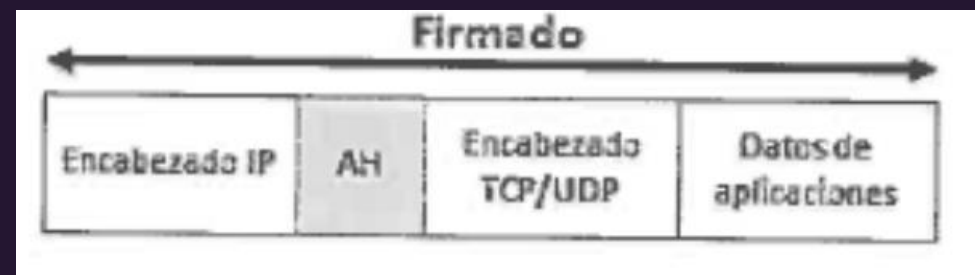 Firmado
Encabezado IP
AH
Encabezado
TCP/UDP
Datos de
aplicaciones